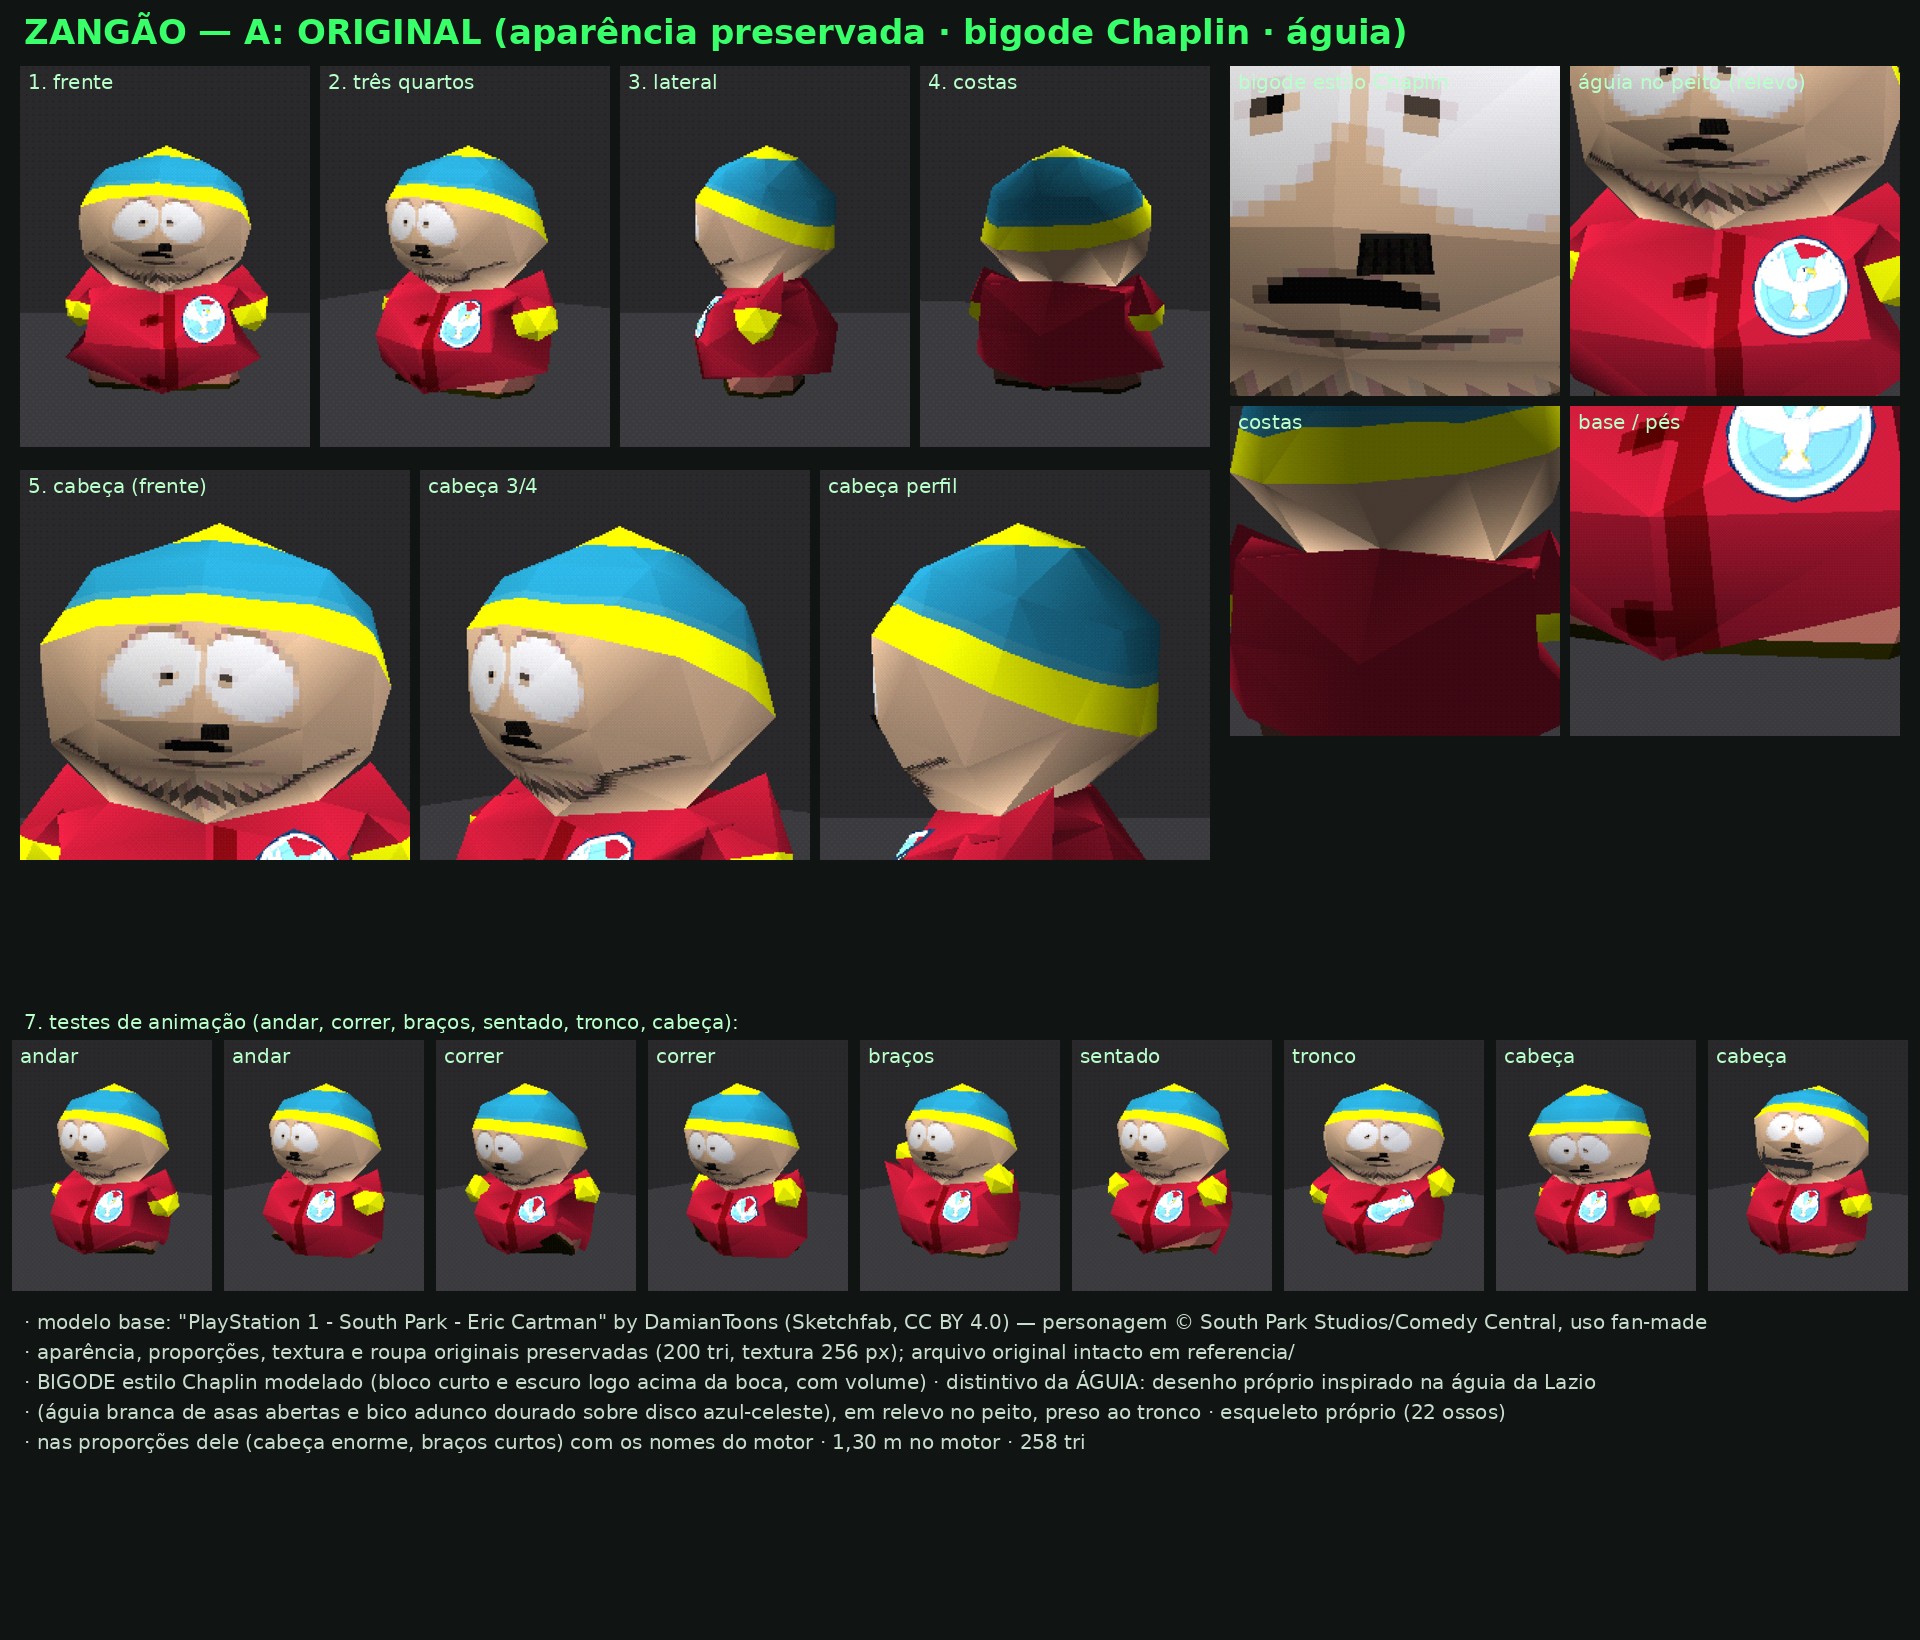 ZANGÃO — A: ORIGINAL (aparência preservada · bigode Chaplin · águia)
1. frente
2. três quartos
3. lateral
4. costas
bigode estilo Chaplin
águia no peito (relevo)
costas
base / pés
5. cabeça (frente)
cabeça 3/4
cabeça perfil
7. testes de animação (andar, correr, braços, sentado, tronco, cabeça):
andar
andar
correr
correr
braços
sentado
tronco
cabeça
cabeça
· modelo base: "PlayStation 1 - South Park - Eric Cartman" by DamianToons (Sketchfab, CC BY 4.0) — personagem © South Park Studios/Comedy Central, uso fan-made
· aparência, proporções, textura e roupa originais preservadas (200 tri, textura 256 px); arquivo original intacto em referencia/
· BIGODE estilo Chaplin modelado (bloco curto e escuro logo acima da boca, com volume) · distintivo da ÁGUIA: desenho próprio inspirado na águia da Lazio
· (águia branca de asas abertas e bico adunco dourado sobre disco azul-celeste), em relevo no peito, preso ao tronco · esqueleto próprio (22 ossos)
· nas proporções dele (cabeça enorme, braços curtos) com os nomes do motor · 1,30 m no motor · 258 tri